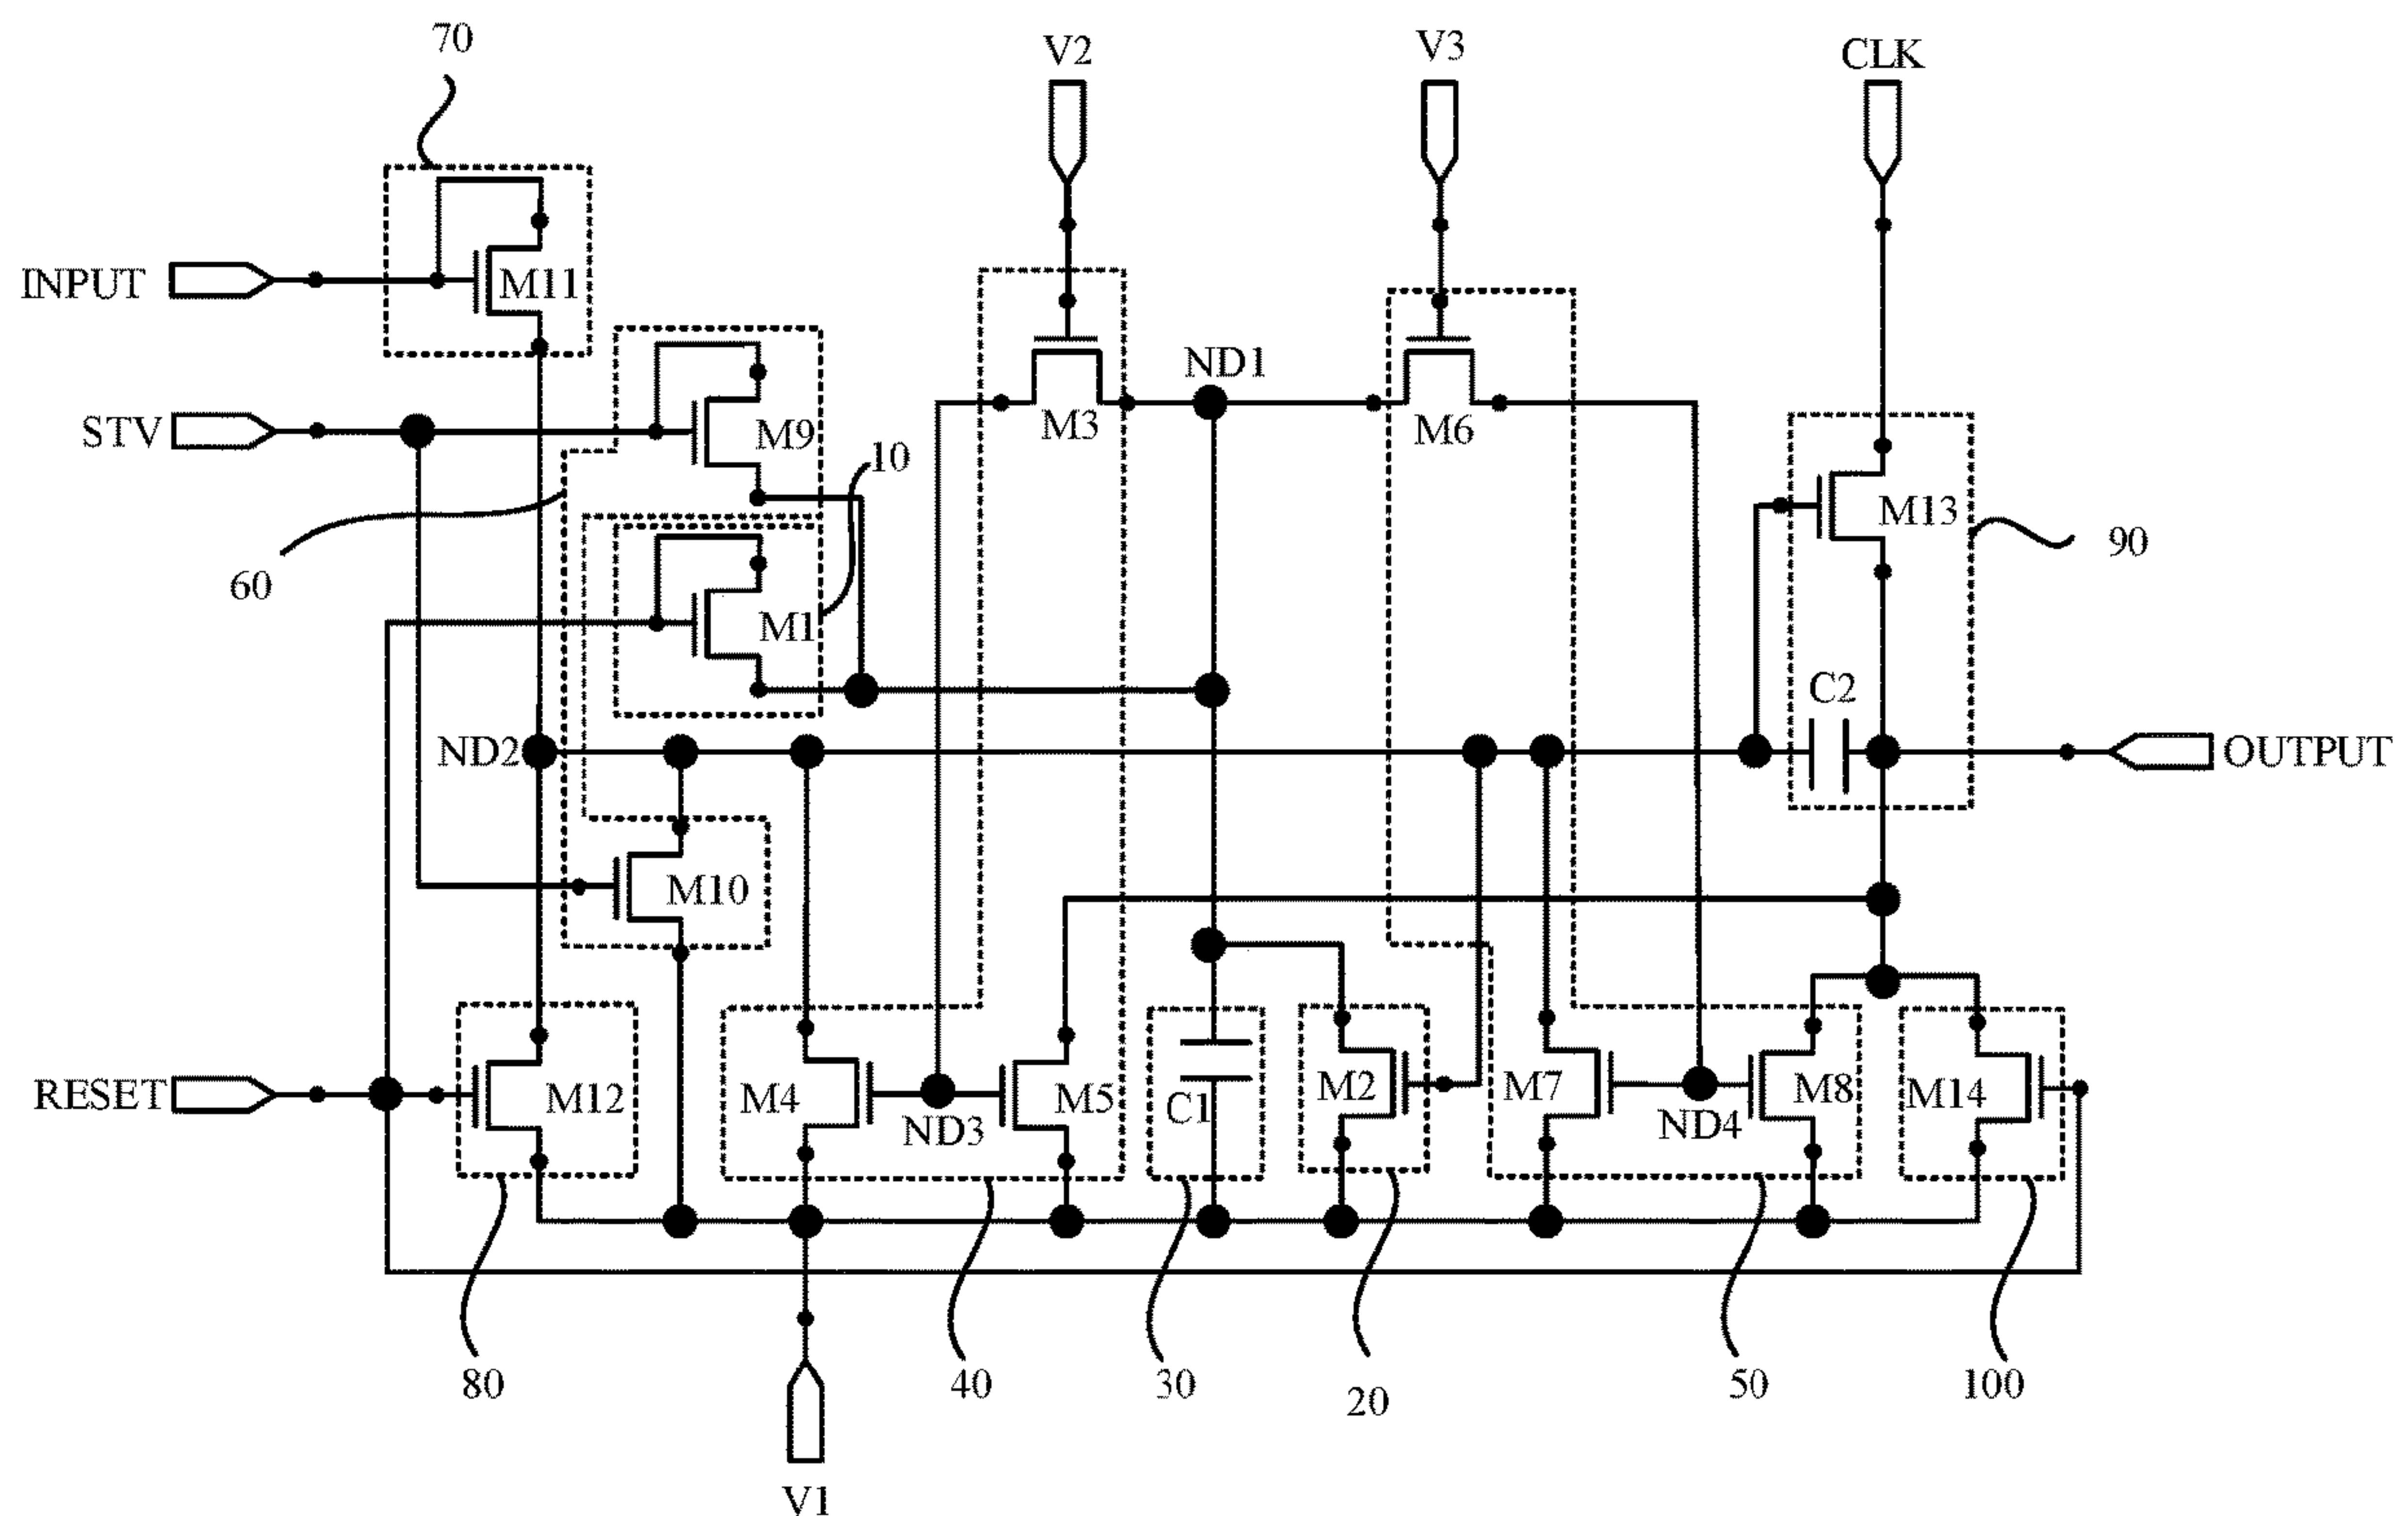 70
V2
V3
CLK
INPUT
M11
STV
M9
10
M3
ND1
M6
M13
90
60
M1
C2
ND2
OUTPUT
M10
RESET
M12
M4
ND3
M5
C1
M2
M7
ND4
M8
M14
80
40
30
20
50
100
V1